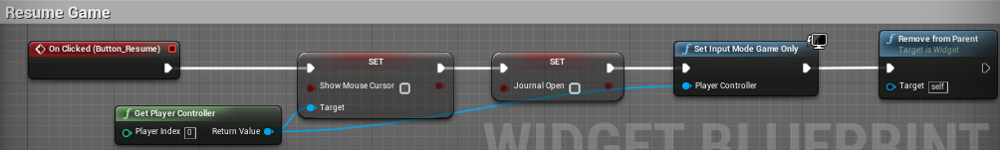 Resume Game
On Clicked (Button_Resume)
SET
Show Mouse Cursor
Target
SET
Journal Open
Set Input Mode Game Only
Player Controller
Remove from Parent
Target is Widget
Target self
Get Player Controller
Player Index 0 Return Value
WIDGET BLUEPRINT